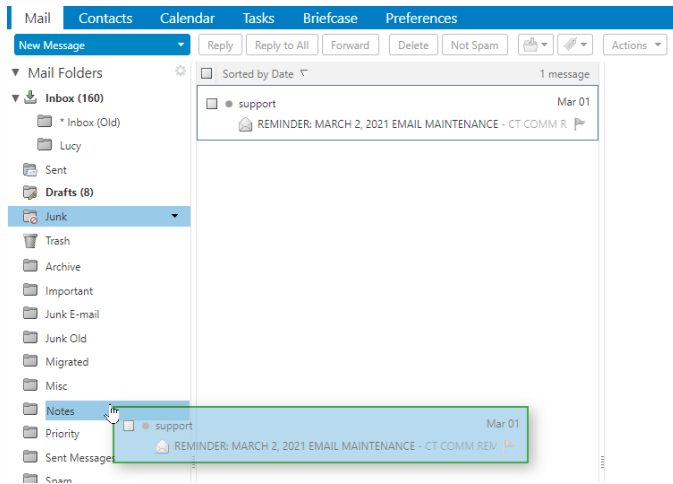 Mail Contacts Calendar Tasks Briefcase Preferences
New Message Reply Reply to All Forward Delete Not Spam Actions
Mail Folders
Sorted by Date 1 message
Inbox (160)
support Mar 01
REMINDER: MARCH 2, 2021 EMAIL MAINTENANCE - CT COMM R
* Inbox (Old)
Lucy
Sent
Drafts (8)
Junk
Trash
Archive
Important
Junk E-mail
Junk Old
Migrated
Misc
Notes
support Mar 01
REMINDER: MARCH 2, 2021 EMAIL MAINTENANCE - CT COMM REM
Priority
Sent Messages
Spam